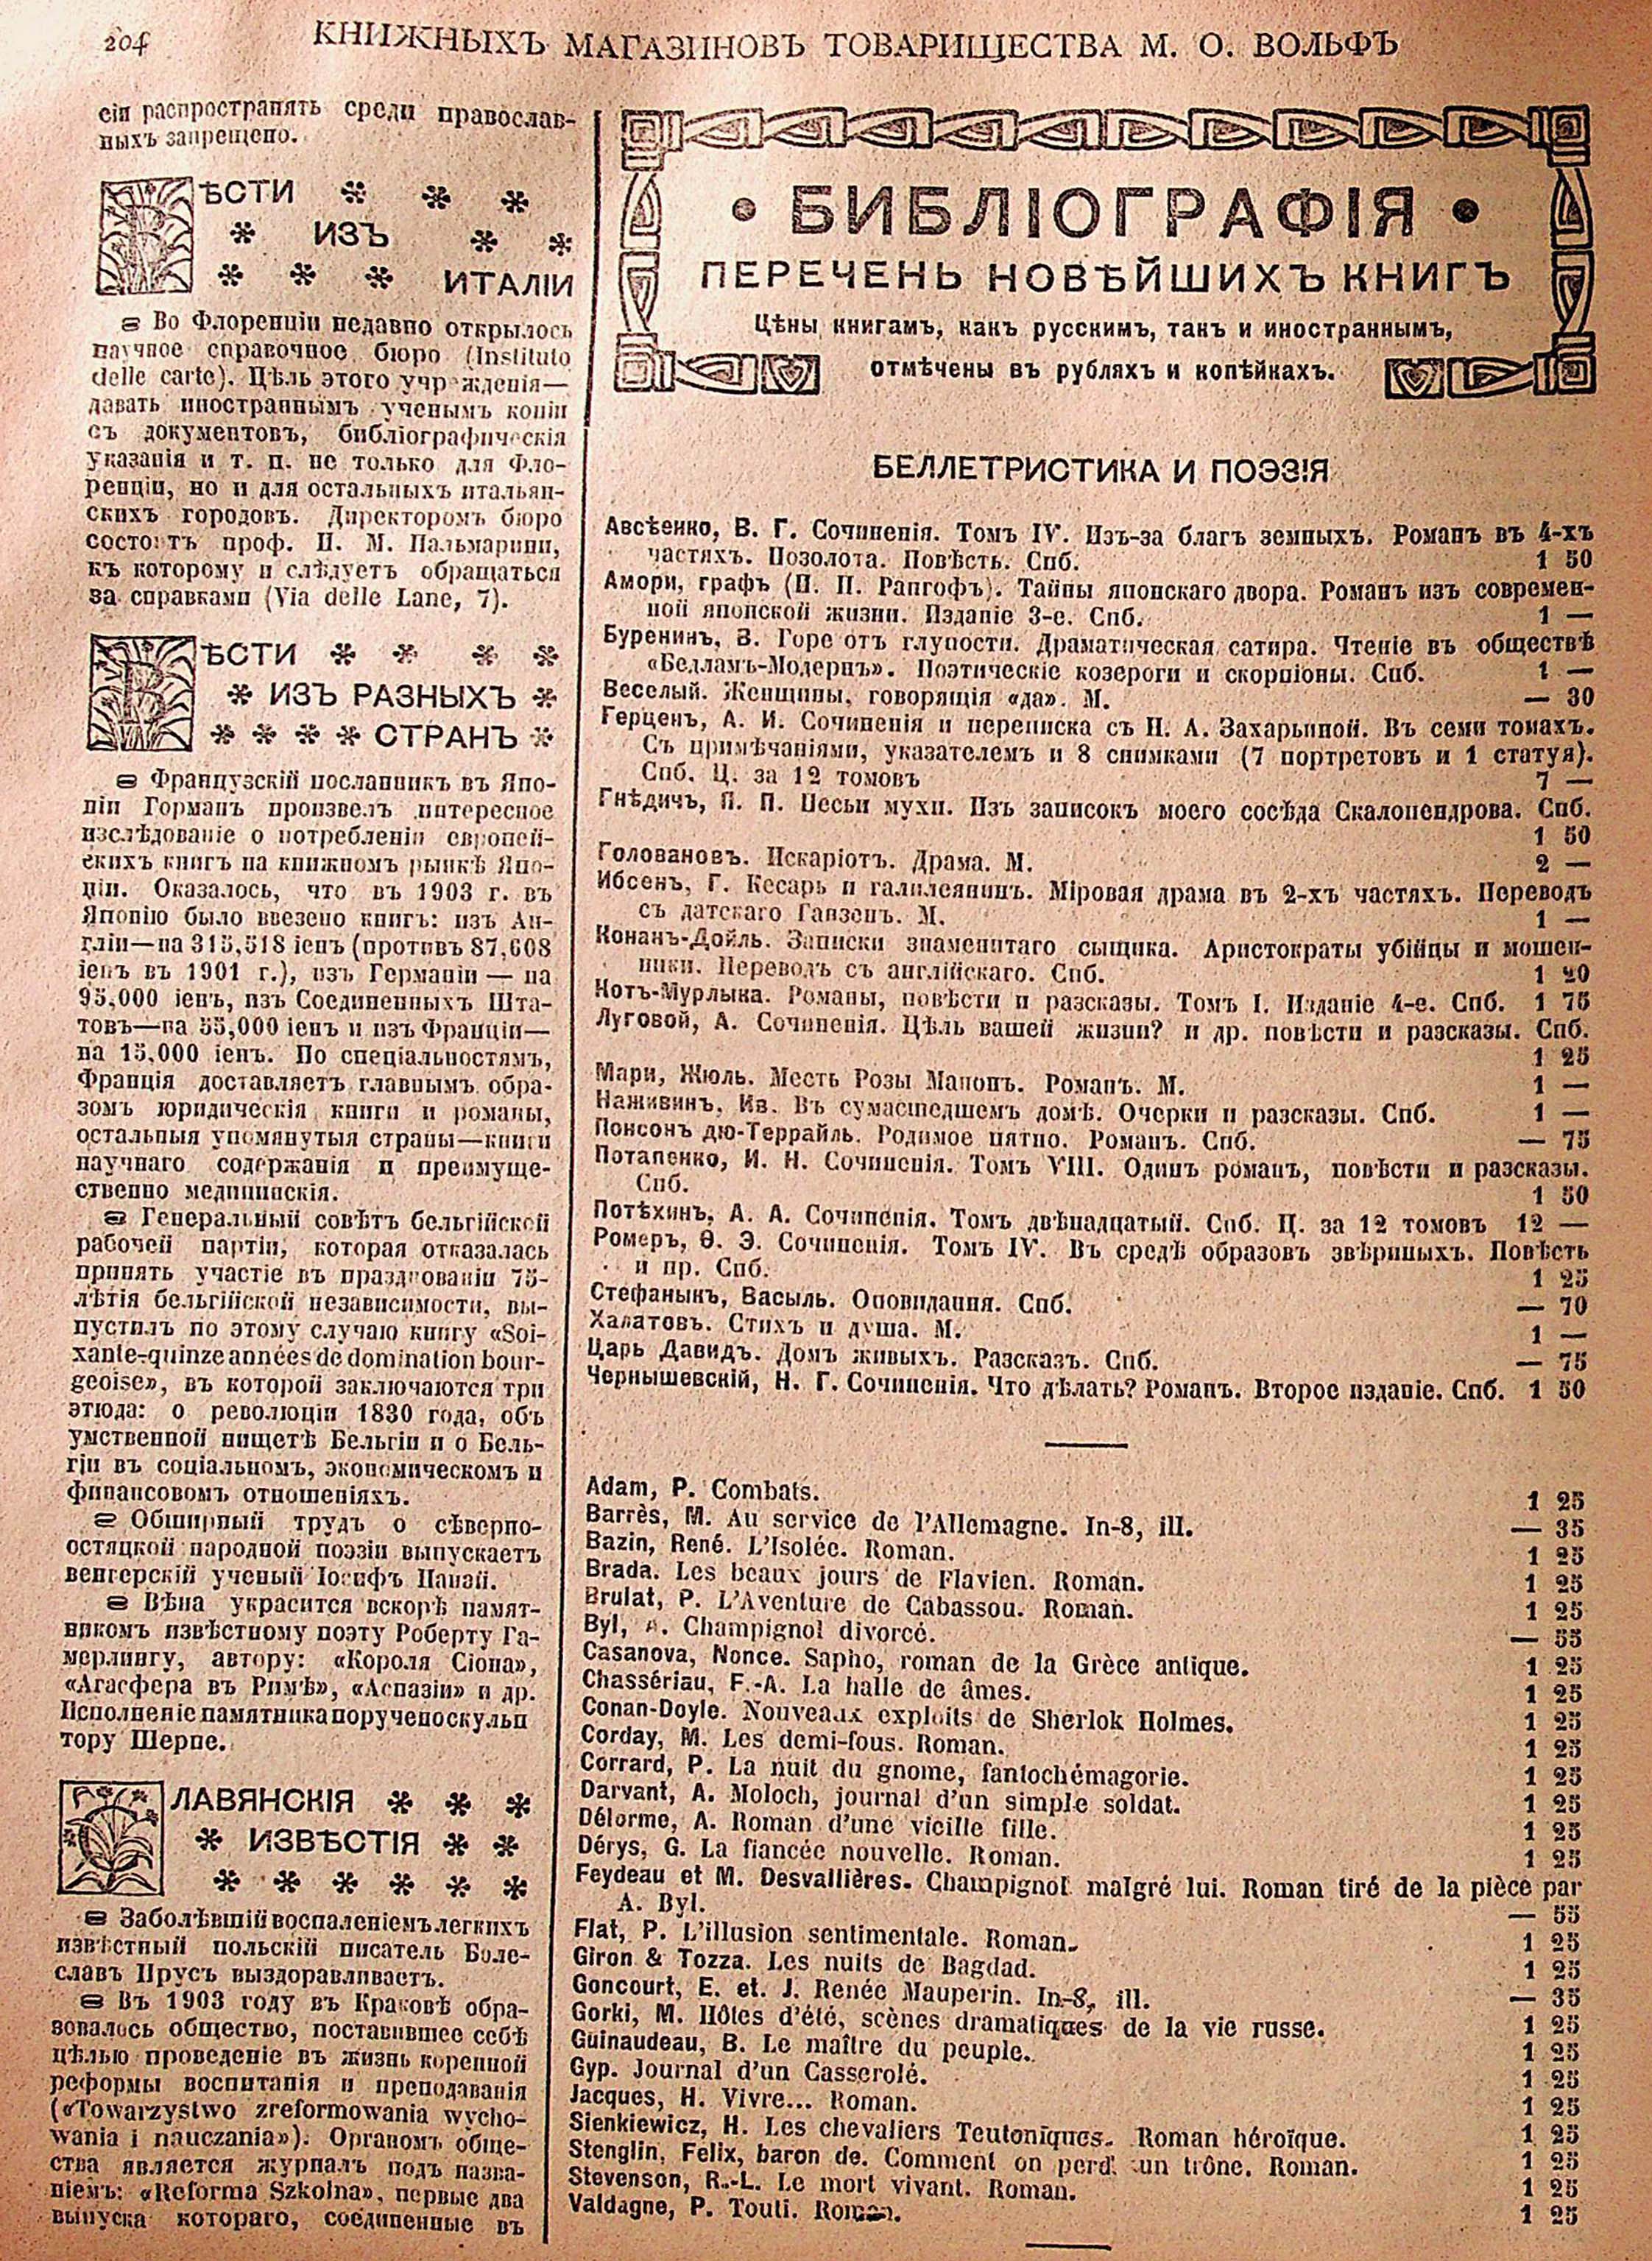 204
КНИЖНЫХЪ МАГАЗИНОВЪ ТОВАРИЩЕСТВА М. О. ВОЛЬФЪ
сіи распространять среди православ-
ныхъ запрещено.
ВѢСТИ
ИЗЪ
ИТАЛІИ
Во Флоренціи недавно открылось
научное справочное бюро (Instituto
delle carte). Цѣль этого учрежденія—
давать иностраннымъ ученымъ копіи
съ документовъ, библіографическія
указанія и т. п. не только для Фло-
ренціи, но и для остальныхъ итальян-
скихъ городовъ. Директоромъ бюро
состоитъ проф. П. М. Пальмарини,
къ которому и слѣдуетъ обращаться
за справками (Via delle Lane, 7).
ВѢСТИ
ИЗЪ РАЗНЫХЪ
СТРАНЪ
Французскій посланникъ въ Япо-
ніи Горманъ произвелъ интересное
изслѣдованіе о потребленіи европей-
скихъ книгъ на книжномъ рынкѣ Япо-
ніи. Оказалось, что въ 1903 г. въ
Японію было ввезено книгъ: изъ Ан-
гліи—на 315,518 іенъ (противъ 87,608
іенъ въ 1901 г.), изъ Германіи — на
95,000 іенъ, изъ Соединенныхъ Шта-
товъ—на 55,000 іенъ и изъ Франціи—
на 15,000 іенъ. По спеціальностямъ,
Франція доставляетъ главнымъ обра-
зомъ юридическія книги и романы,
остальныя упомянутыя страны—книги
научнаго содержанія и преимуще-
ственно медицинскія.
Генеральный совѣтъ бельгійской
рабочей партіи, которая отказалась
принять участіе въ празднованіи 75-
лѣтія бельгійской независимости, вы-
пустилъ по этому случаю книгу «Soi-
xante-quinze années de domination bour-
geoise», въ которой заключаются три
этюда: о революціи 1830 года, объ
умственной нищетѣ Бельгіи и о Бель-
гіи въ соціальномъ, экономическомъ и
финансовомъ отношеніяхъ.
Обширный трудъ о сѣверно-
остяцкой народной поэзіи выпускаетъ
венгерскій ученый Іосифъ Папай.
Вѣна украсится вскорѣ памят-
никомъ извѣстному поэту Роберту Га-
мерлингу, автору: «Короля Сіона»,
«Агасфера въ Римѣ», «Аспазіи» и др.
Исполненіе памятника поручено скульп
тору Шерпе.
СЛАВЯНСКІЯ
ИЗВѢСТІЯ
Заболѣвшій воспаленіемъ легкихъ
извѣстный польскій писатель Боле-
славъ Прусъ выздоравливаетъ.
Въ 1903 году въ Краковѣ обра-
зовалось общество, поставившее себѣ
цѣлью проведеніе въ жизнь коренной
реформы воспитанія и преподаванія
(«Towarzystwo zreformowania wycho-
wania i nauczania»). Органомъ обще-
ства является журналъ подъ назва-
ніемъ: «Reforma Szkolna», первые два
выпуска котораго, соединенные въ
• БИБЛІОГРАФІЯ •
ПЕРЕЧЕНЬ НОВѢЙШИХЪ КНИГЪ
Цѣны книгамъ, какъ русскимъ, такъ и иностраннымъ,
отмѣчены въ рубляхъ и копѣйкахъ.
БЕЛЛЕТРИСТИКА И ПОЭЗІЯ
Авсѣенко, В. Г. Сочиненія. Томъ IV. Изъ-за благъ земныхъ. Романъ въ 4-хъ
частяхъ. Позолота. Повѣсть. Спб. 1 50
Амори, графъ (И. П. Рапгофъ). Тайны японскаго двора. Романъ изъ современ-
ной японской жизни. Изданіе 3-е. Спб. 1 —
Буренинъ, В. Горе отъ глупости. Драматическая сатира. Чтеніе въ обществѣ
«Бедламъ-Модернъ». Поэтическіе козероги и скорпіоны. Спб. 1 —
Веселый. Женщины, говорящія «да». М. — 30
Герценъ, А. И. Сочиненія и переписка съ Н. А. Захарьиной. Въ семи томахъ.
Съ примѣчаніями, указателемъ и 8 снимками (7 портретовъ и 1 статуя).
Спб. Ц. за 12 томовъ 7 —
Гнѣдичъ, П. П. Песьи мухи. Изъ записокъ моего сосѣда Скалопендрова. Спб.
1 50
Головановъ. Искаріотъ. Драма. М. 2 —
Ибсенъ, Г. Кесарь и галилеянинъ. Міровая драма въ 2-хъ частяхъ. Переводъ
съ датскаго Ганзенъ. М. 1 —
Конанъ-Дойль. Записки знаменитаго сыщика. Аристократы убійцы и мошен-
ники. Переводъ съ англійскаго. Спб. 1 20
Котъ-Мурлыка. Романы, повѣсти и разсказы. Томъ I. Изданіе 4-е. Спб. 1 75
Луговой, А. Сочиненія. Цѣль вашей жизни? и др. повѣсти и разсказы. Спб.
1 25
Мари, Жюль. Месть Розы Манонъ. Романъ. М. 1 —
Наживинъ, Ив. Въ сумасшедшемъ домѣ. Очерки и разсказы. Спб. 1 —
Понсонъ дю-Террайль. Родимое пятно. Романъ. Спб. — 75
Потапенко, И. Н. Сочиненія. Томъ VIII. Одинъ романъ, повѣсти и разсказы.
Спб. 1 50
Потѣхинъ, А. А. Сочиненія. Томъ двѣнадцатый. Спб. Ц. за 12 томовъ 12 —
Ромеръ, Ѳ. Э. Сочиненія. Томъ IV. Въ средѣ образовъ звѣриныхъ. Повѣсть
и пр. Спб. 1 25
Стефаныкъ, Васыль. Оповидання. Спб. — 70
Халатовъ. Стихъ и душа. М. 1 —
Царь Давидъ. Домъ живыхъ. Разсказъ. Спб. — 75
Чернышевскій, Н. Г. Сочиненія. Что дѣлать? Романъ. Второе изданіе. Спб. 1 50
Adam, P. Combats. 1 25
Barrès, M. Au service de l'Allemagne. In-8, ill. — 35
Bazin, René. L'Isolée. Roman. 1 25
Brada. Les beaux jours de Flavien. Roman. 1 25
Brulat, P. L'Aventure de Cabassou. Roman. 1 25
Byl, A. Champignol divorcé. — 55
Casanova, Nonce. Sapho, roman de la Grèce antique. 1 25
Chassériau, F.-A. La halle de âmes. 1 25
Conan-Doyle. Nouveaux exploits de Sherlok Holmes. 1 25
Corday, M. Les demi-fous. Roman. 1 25
Corrard, P. La nuit du gnome, fantochémagorie. 1 25
Darvant, A. Moloch, journal d'un simple soldat. 1 25
Délorme, A. Roman d'une vieille fille. 1 25
Dérys, G. La fiancée nouvelle. Roman. 1 25
Feydeau et M. Desvallières. Champignol malgré lui. Roman tiré de la pièce par
A. Byl. — 55
Flat, P. L'illusion sentimentale. Roman. 1 25
Giron & Tozza. Les nuits de Bagdad. 1 25
Goncourt, E. et. J. Renée Mauperin. In-8, ill. — 35
Gorki, M. Hôtes d'été, scènes dramatiques de la vie russe. 1 25
Guinaudeau, B. Le maître du peuple. 1 25
Gyp. Journal d'un Casserolé. 1 25
Jacques, H. Vivre... Roman. 1 25
Sienkiewicz, H. Les chevaliers Teutoniques. Roman héroïque. 1 25
Stenglin, Felix, baron de. Comment on perd un trône. Roman. 1 25
Stevenson, R.-L. Le mort vivant. Roman. 1 25
Valdagne, P. Touti. Roman. 1 25